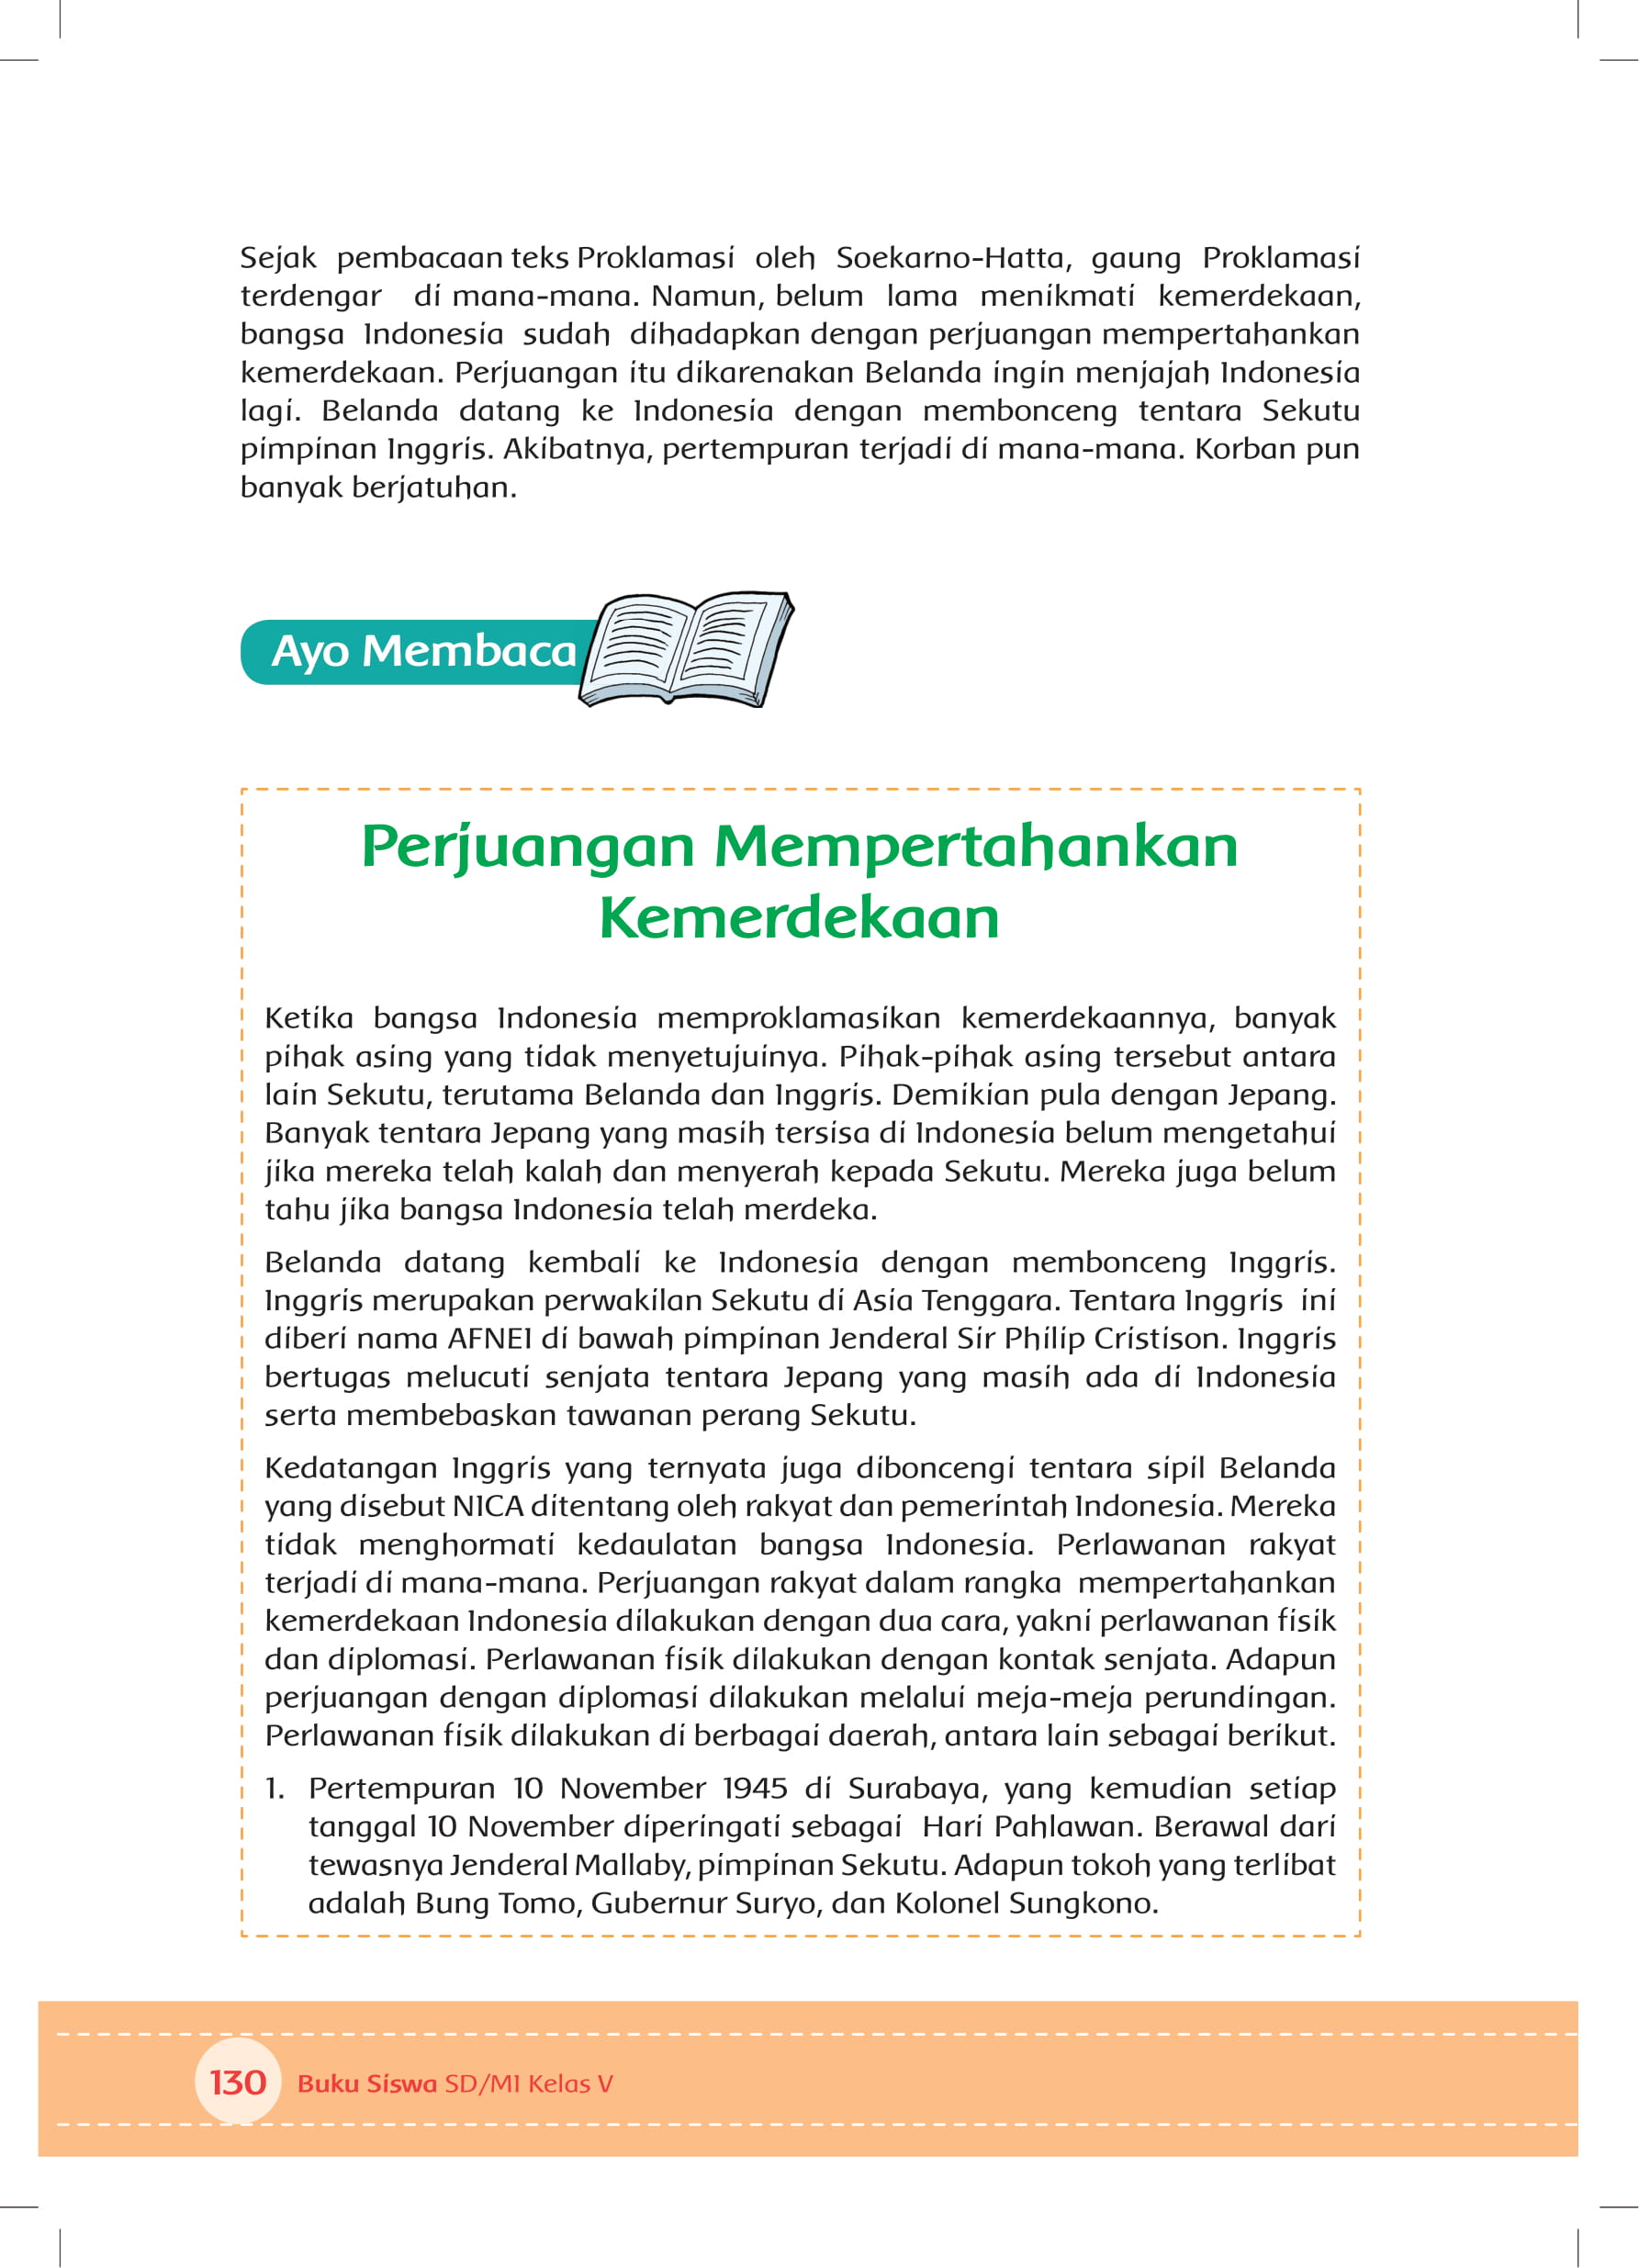 Sejak pembacaan teks Proklamasi oleh Soekarno-Hatta, gaung Proklamasi
terdengar di mana-mana. Namun, belum lama menikmati kemerdekaan,
bangsa Indonesia sudah dihadapkan dengan perjuangan mempertahankan
kemerdekaan. Perjuangan itu dikarenakan Belanda ingin menjajah Indonesia
lagi. Belanda datang ke Indonesia dengan membonceng tentara Sekutu
pimpinan Inggris. Akibatnya, pertempuran terjadi di mana-mana. Korban pun
banyak berjatuhan.
Ayo Membaca
Perjuangan Mempertahankan
Kemerdekaan
Ketika bangsa Indonesia memproklamasikan kemerdekaannya, banyak
pihak asing yang tidak menyetujuinya. Pihak-pihak asing tersebut antara
lain Sekutu, terutama Belanda dan Inggris. Demikian pula dengan Jepang.
Banyak tentara Jepang yang masih tersisa di Indonesia belum mengetahui
jika mereka telah kalah dan menyerah kepada Sekutu. Mereka juga belum
tahu jika bangsa Indonesia telah merdeka.
Belanda datang kembali ke Indonesia dengan membonceng Inggris.
Inggris merupakan perwakilan Sekutu di Asia Tenggara. Tentara Inggris ini
diberi nama AFNEI di bawah pimpinan Jenderal Sir Philip Cristison. Inggris
bertugas melucuti senjata tentara Jepang yang masih ada di Indonesia
serta membebaskan tawanan perang Sekutu.
Kedatangan Inggris yang ternyata juga diboncengi tentara sipil Belanda
yang disebut NICA ditentang oleh rakyat dan pemerintah Indonesia. Mereka
tidak menghormati kedaulatan bangsa Indonesia. Perlawanan rakyat
terjadi di mana-mana. Perjuangan rakyat dalam rangka mempertahankan
kemerdekaan Indonesia dilakukan dengan dua cara, yakni perlawanan fisik
dan diplomasi. Perlawanan fisik dilakukan dengan kontak senjata. Adapun
perjuangan dengan diplomasi dilakukan melalui meja-meja perundingan.
Perlawanan fisik dilakukan di berbagai daerah, antara lain sebagai berikut.
1. Pertempuran 10 November 1945 di Surabaya, yang kemudian setiap
tanggal 10 November diperingati sebagai Hari Pahlawan. Berawal dari
tewasnya Jenderal Mallaby, pimpinan Sekutu. Adapun tokoh yang terlibat
adalah Bung Tomo, Gubernur Suryo, dan Kolonel Sungkono.
130 Buku Siswa SD/MI Kelas V